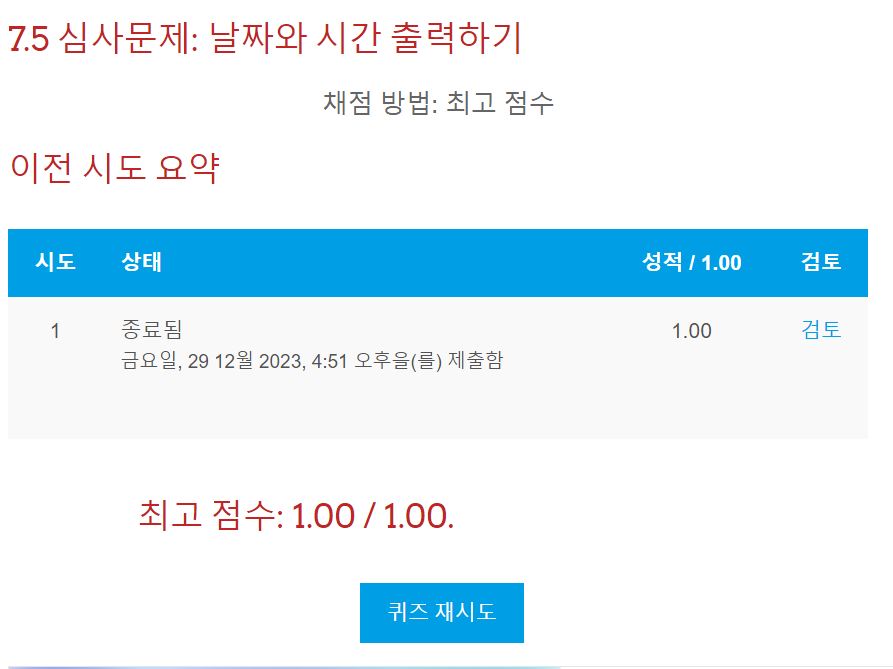 7.5 심사문제: 날짜와 시간 출력하기
채점 방법: 최고 점수
이전 시도 요약
시도 상태 성적 / 1.00 검토
1 종료됨 1.00 검토
금요일, 29 12월 2023, 4:51 오후을(를) 제출함
최고 점수: 1.00 / 1.00.
퀴즈 재시도